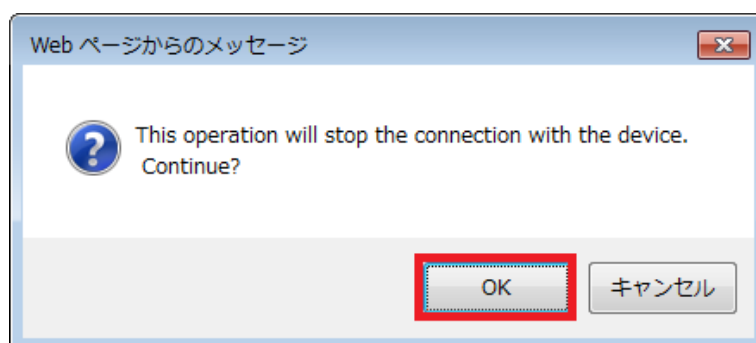 Web ページからのメッセージ
This operation will stop the connection with the device.
Continue?
OK
キャンセル